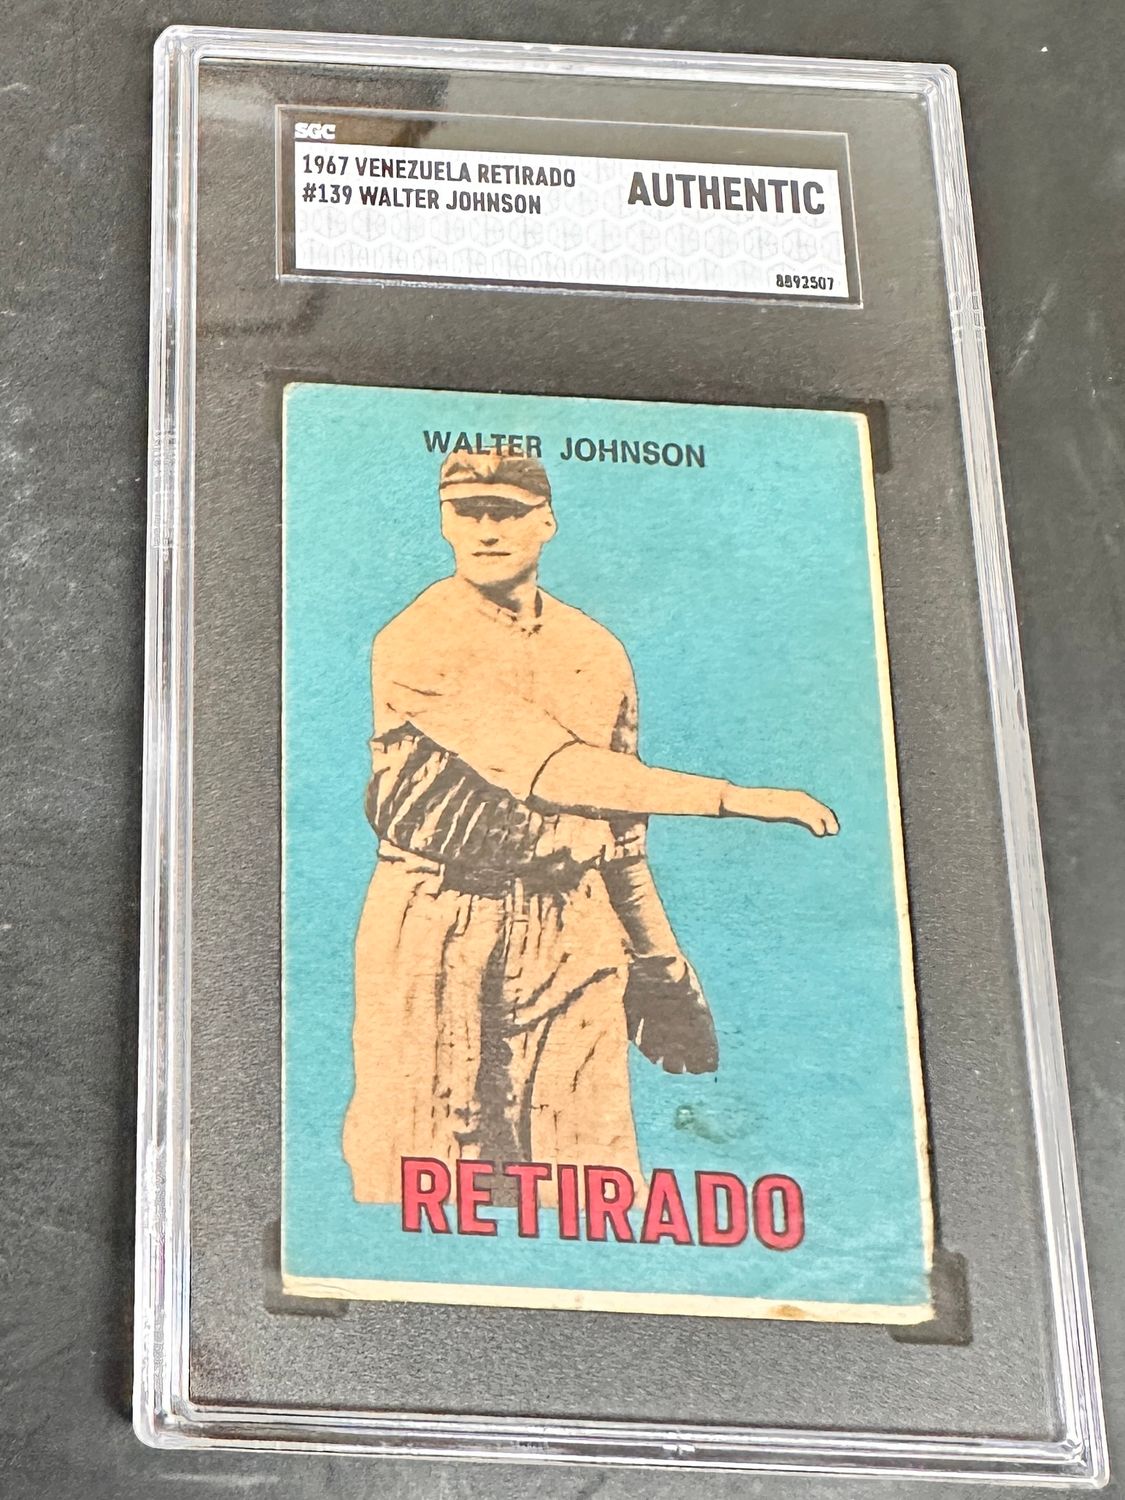 SGC
1967 VENEZUELA RETIRADO
#139 WALTER JOHNSON
AUTHENTIC
8892507
WALTER JOHNSON
RETIRADO